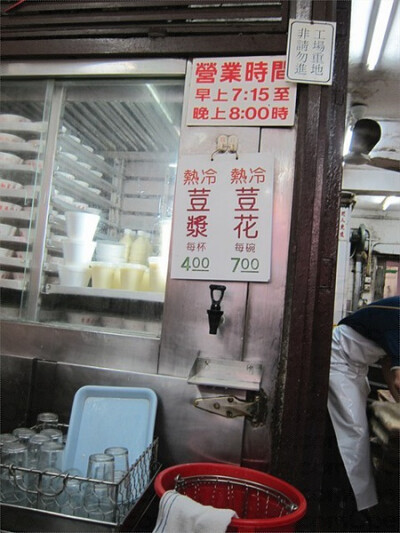 營業時間
早上7:15至
晚上8:00時
工場重地
非請勿進
熱冷
荳花
每碗
700
熱冷
荳漿
每杯
400